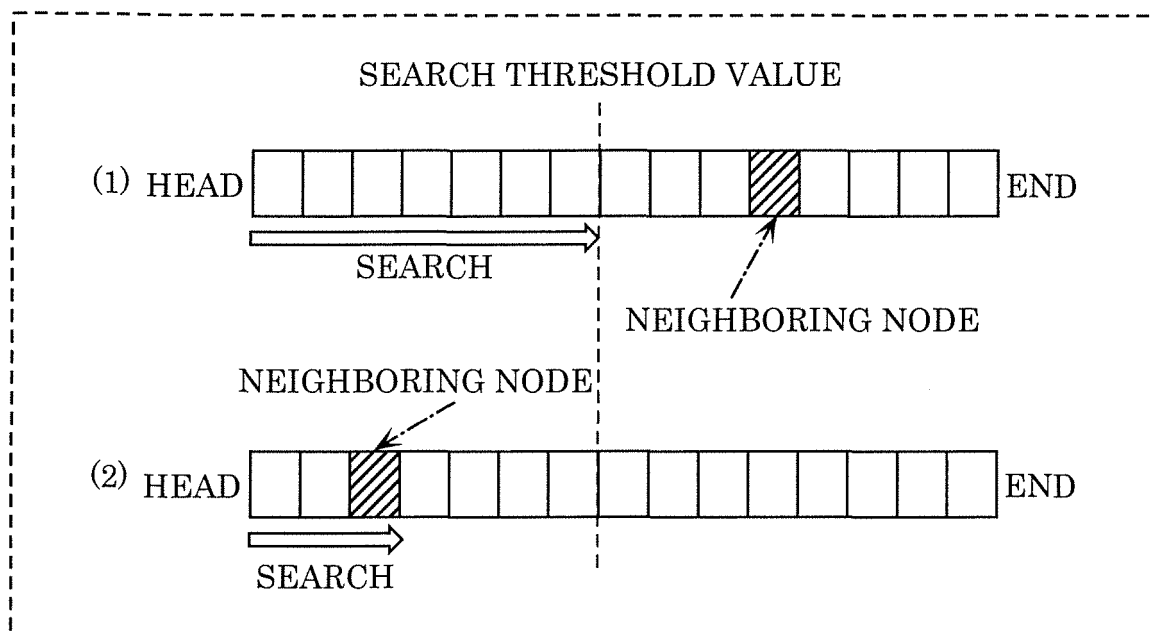 SEARCH THRESHOLD VALUE
(1) HEAD END
SEARCH
NEIGHBORING NODE
NEIGHBORING NODE
(2) HEAD END
SEARCH